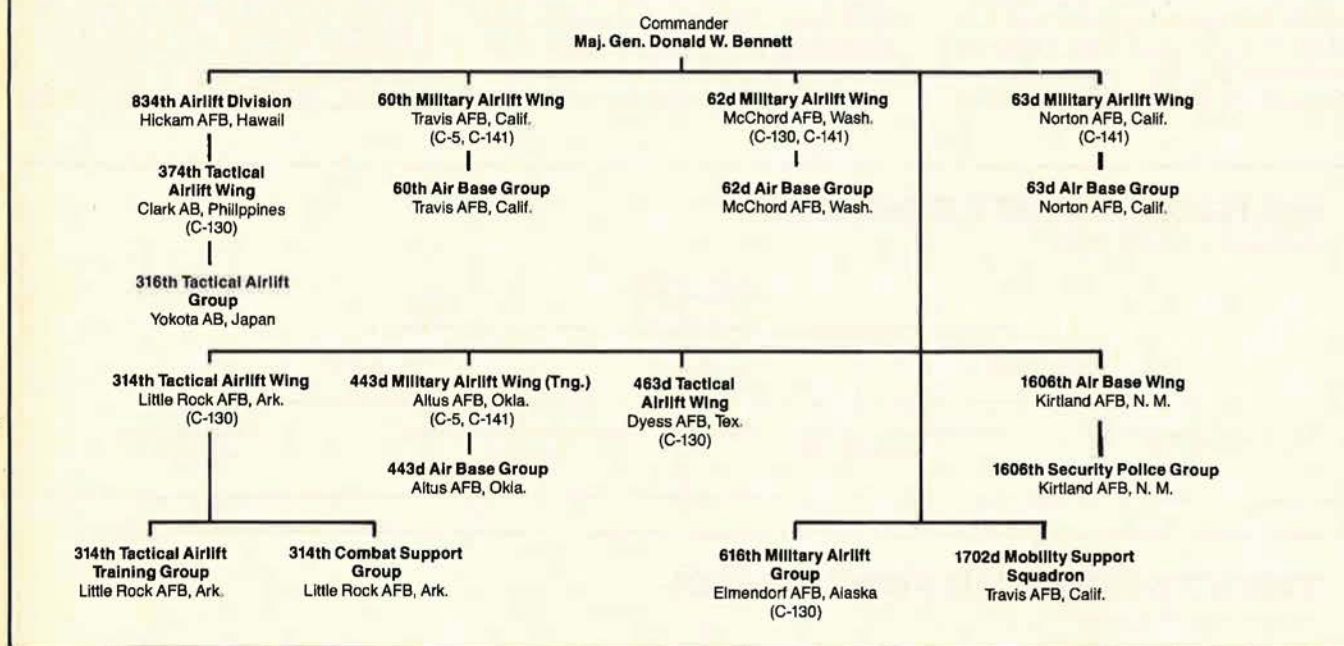 Commander
Maj. Gen. Donald W. Bennett
834th Airlift Division
Hickam AFB, Hawaii
374th Tactical
Airlift Wing
Clark AB, Philppines
(C-130)
316th Tactical Airlift
Group
Yokota AB, Japan
60th Military Airlift Wing
Travis AFB, Calif.
(C-5, C-141)
60th Air Base Group
Travis AFB, Calif.
62d Military Airlift Wing
McChord AFB, Wash.
(C-130, C-141)
62d Air Base Group
McChord AFB, Wash.
63d Military Airlift Wing
Norton AFB, Calif.
(C-141)
63d Air Base Group
Norton AFB, Calif.
314th Tactical Airlift Wing
Little Rock AFB, Ark.
(C-130)
443d Military Airlift Wing (Tng.)
Altus AFB, Okla.
(C-5, C-141)
443d Air Base Group
Altus AFB, Okla.
463d Tactical
Airlift Wing
Dyess AFB, Tex.
(C-130)
1606th Air Base Wing
Kirtland AFB, N. M.
1606th Security Police Group
Kirtland AFB, N. M.
314th Tactical Airlift
Training Group
Little Rock AFB, Ark.
314th Combat Support
Group
Little Rock AFB, Ark.
616th Military Airlift
Group
Elmendorf AFB, Alaska
(C-130)
1702d Mobility Support
Squadron
Travis AFB, Calif.